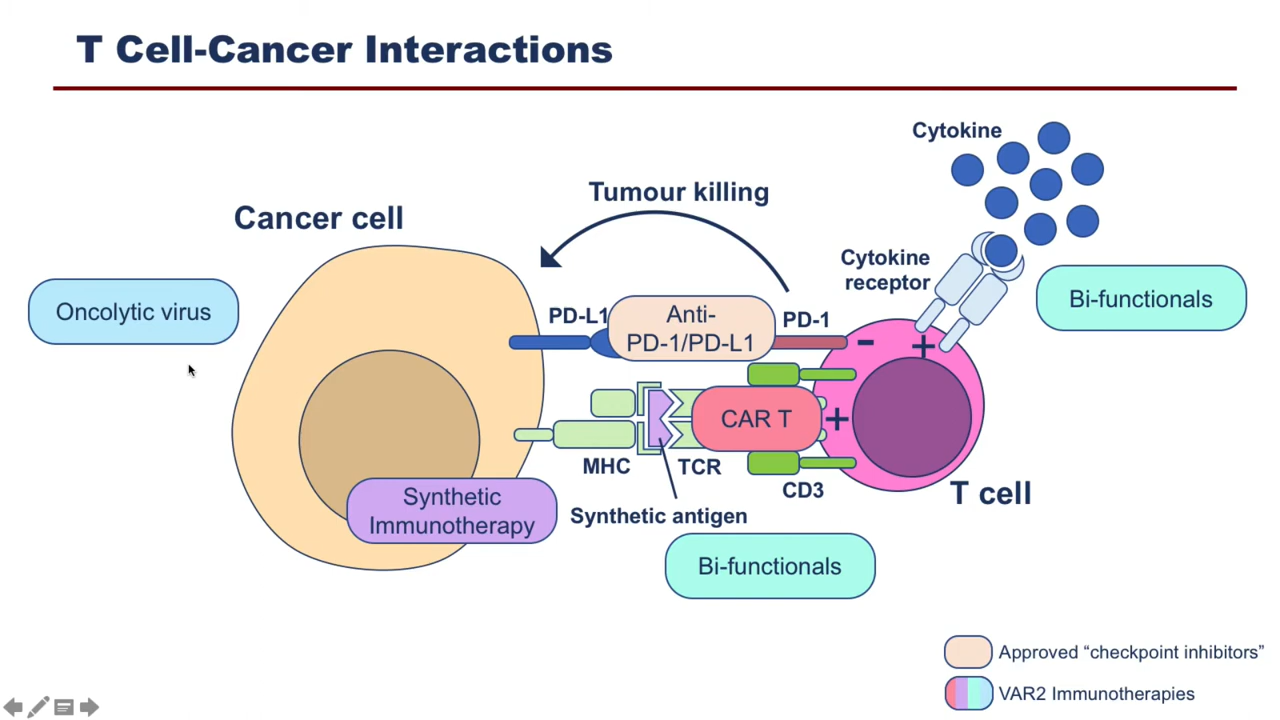 T Cell-Cancer Interactions
Cytokine
Tumour killing
Cancer cell
Cytokine
receptor
Oncolytic virus
Bi-functionals
PD-L1
Anti-
PD-1/PD-L1
PD-1
-
+
CAR T
+
MHC
TCR
CD3
T cell
Synthetic
Immunotherapy
Synthetic antigen
Bi-functionals
Approved “checkpoint inhibitors”
VAR2 Immunotherapies